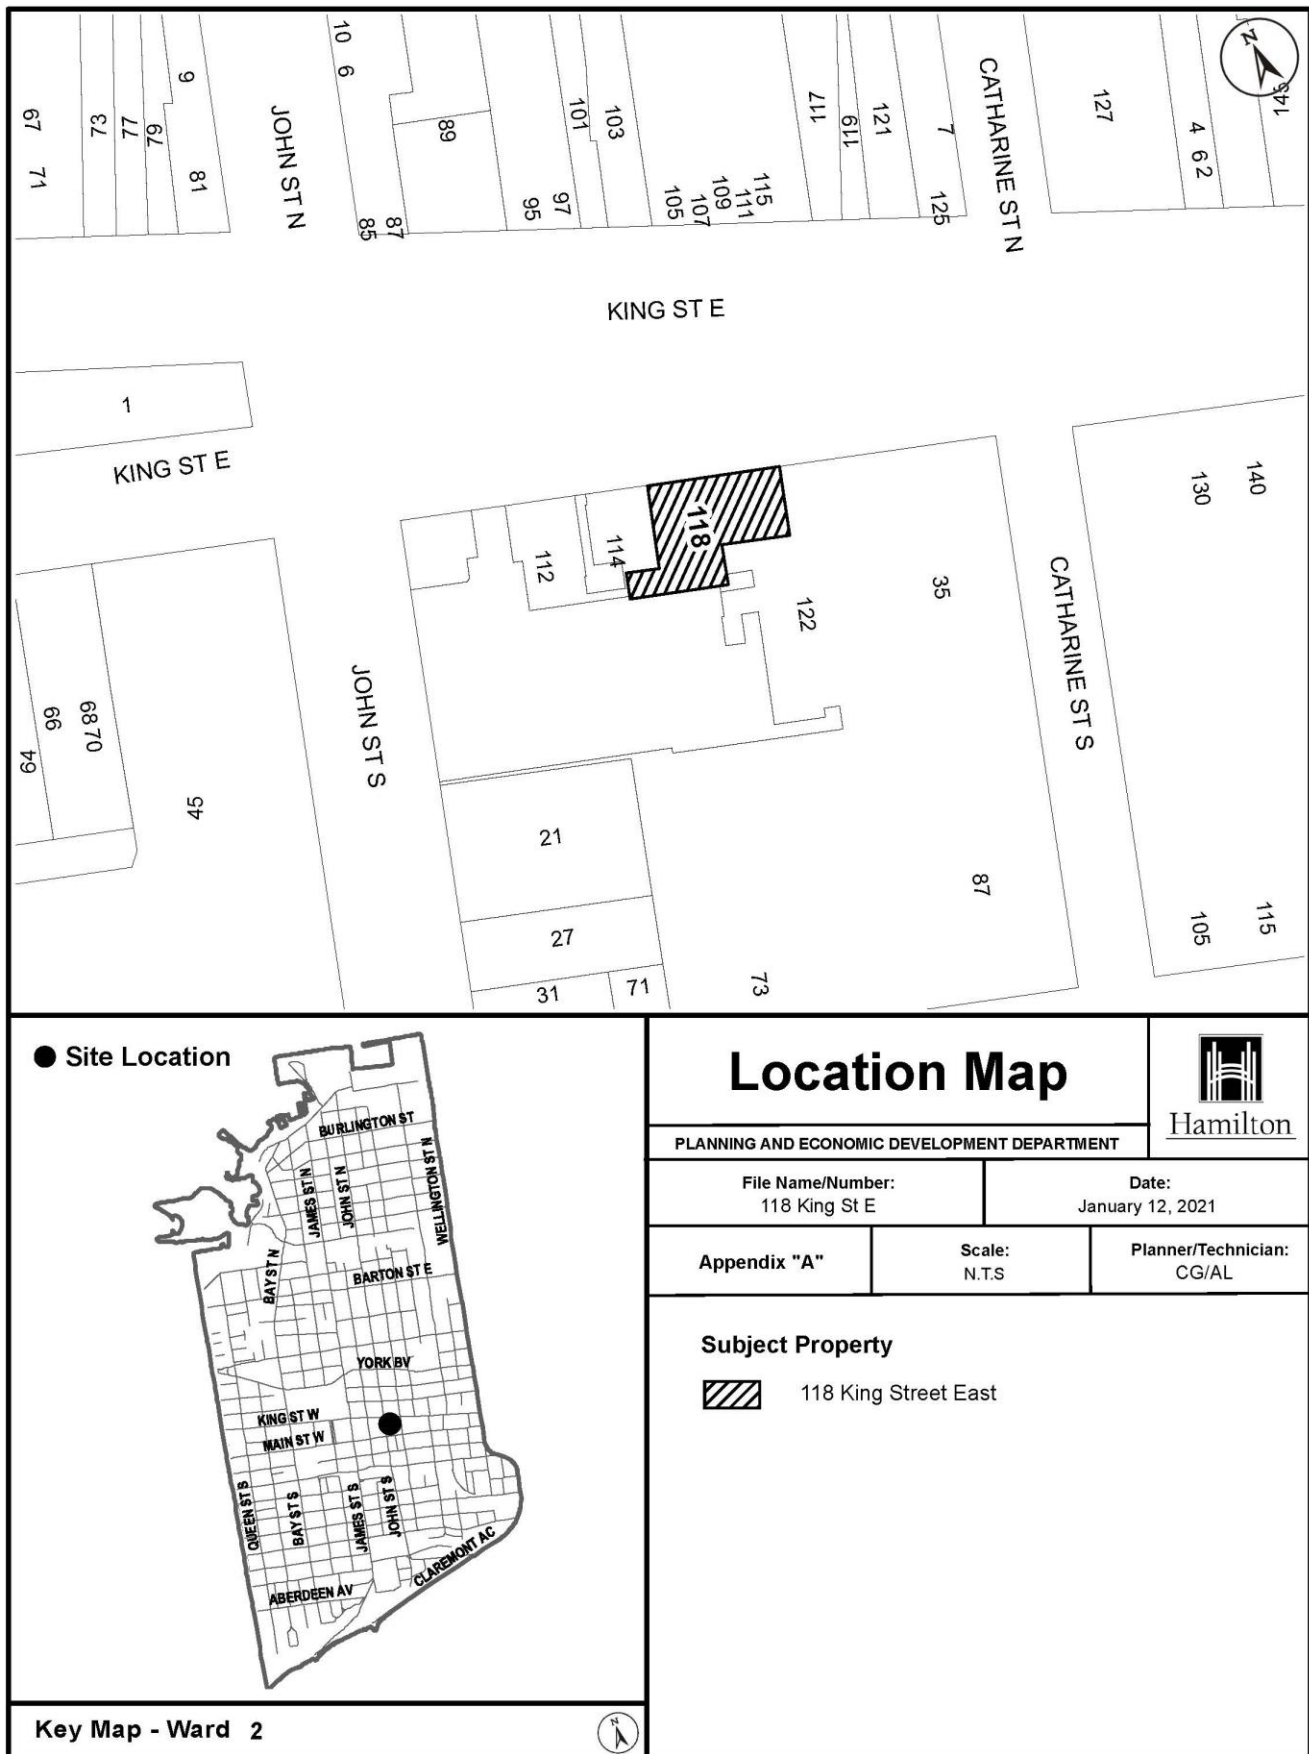 10
6
9
67
71
73
77
79
81
JOHN ST N
85
87
89
95
97
101
103
105
107
109
111
115
117
119
121
7
125
CATHARINE ST N
127
4
6 2
145
Z
KING ST E
1
KING ST E
130
140
118
114
112
122
35
CATHARINE ST S
JOHN ST S
64
66
68 70
45
21
27
31
71
73
87
105
115
Site Location
BURLINGTON ST
JAMES ST N
JOHN ST N
WELLINGTON ST N
BAY ST N
BARTON ST E
YORK BV
KING ST W
MAIN ST W
QUEEN ST S
BAY ST S
JAMES ST S
JOHN ST S
CLAREMONT AC
ABERDEEN AV
Key Map - Ward 2
Z
Location Map
Hamilton
PLANNING AND ECONOMIC DEVELOPMENT DEPARTMENT
File Name/Number:
118 King St E
Date:
January 12, 2021
Appendix "A"
Scale:
N.T.S
Planner/Technician:
CG/AL
Subject Property
118 King Street East